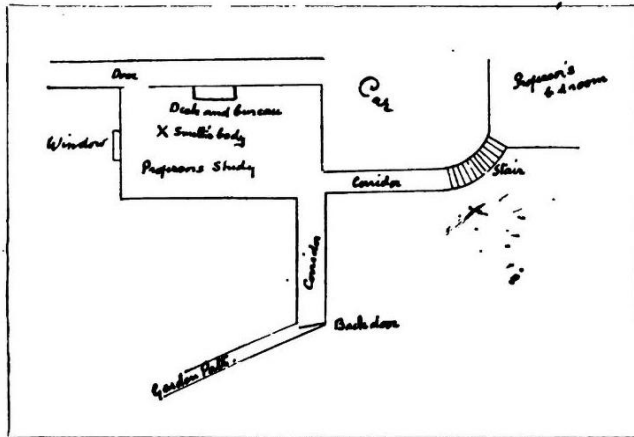 Door
Professor's
bedroom
Desk and bureau
X Smith's body
Window
Professors Study
Corridor
Stair
Corridor
Back door
Garden Path